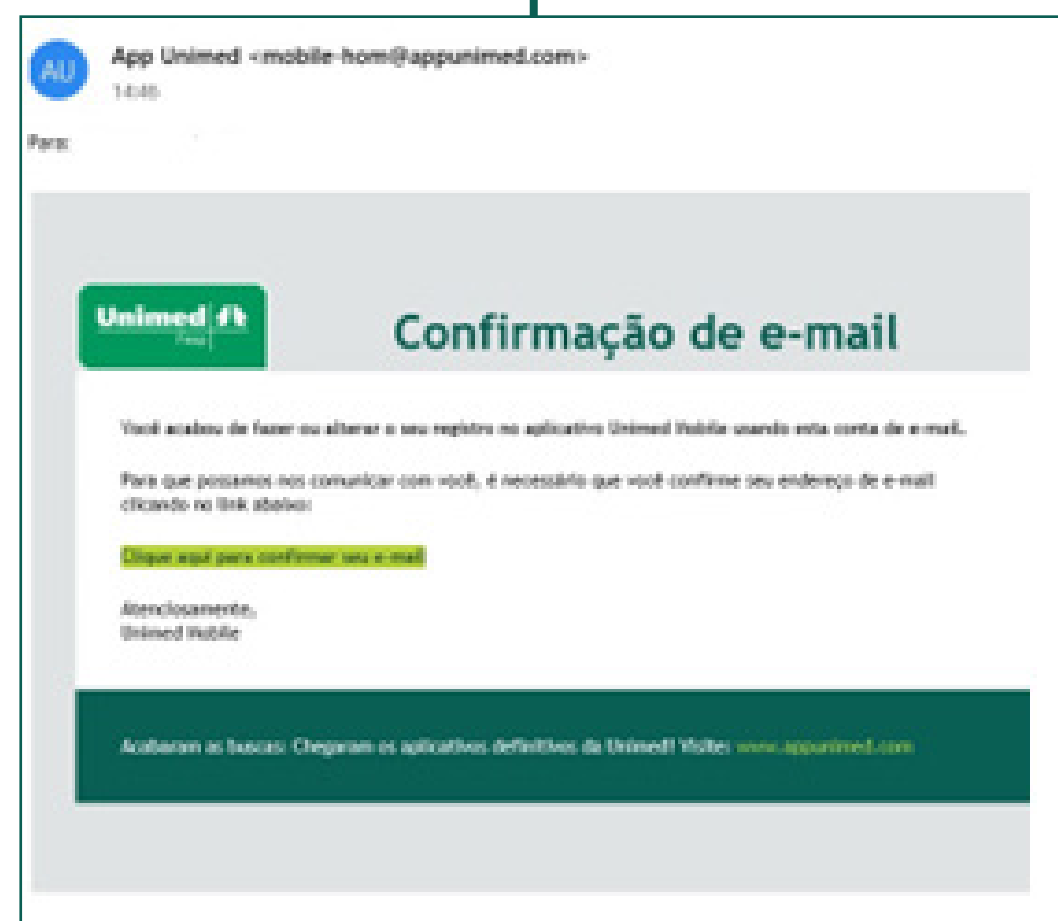 AU
App Unimed <mobile-hom@appunimed.com>
14:46
Para:
Unimed
Confirmação de e-mail
Você acabou de fazer ou alterar o seu registro no aplicativo Unimed Mobile usando esta conta de e-mail.
Para que possamos nos comunicar com você, é necessário que você confirme seu endereço de e-mail
clicando no link abaixo:
Clique aqui para confirmar seu e-mail
Atenciosamente,
Unimed Mobile
Acabaram as buscas: Chegaram os aplicativos definitivos da Unimed! Visite: www.appunimed.com